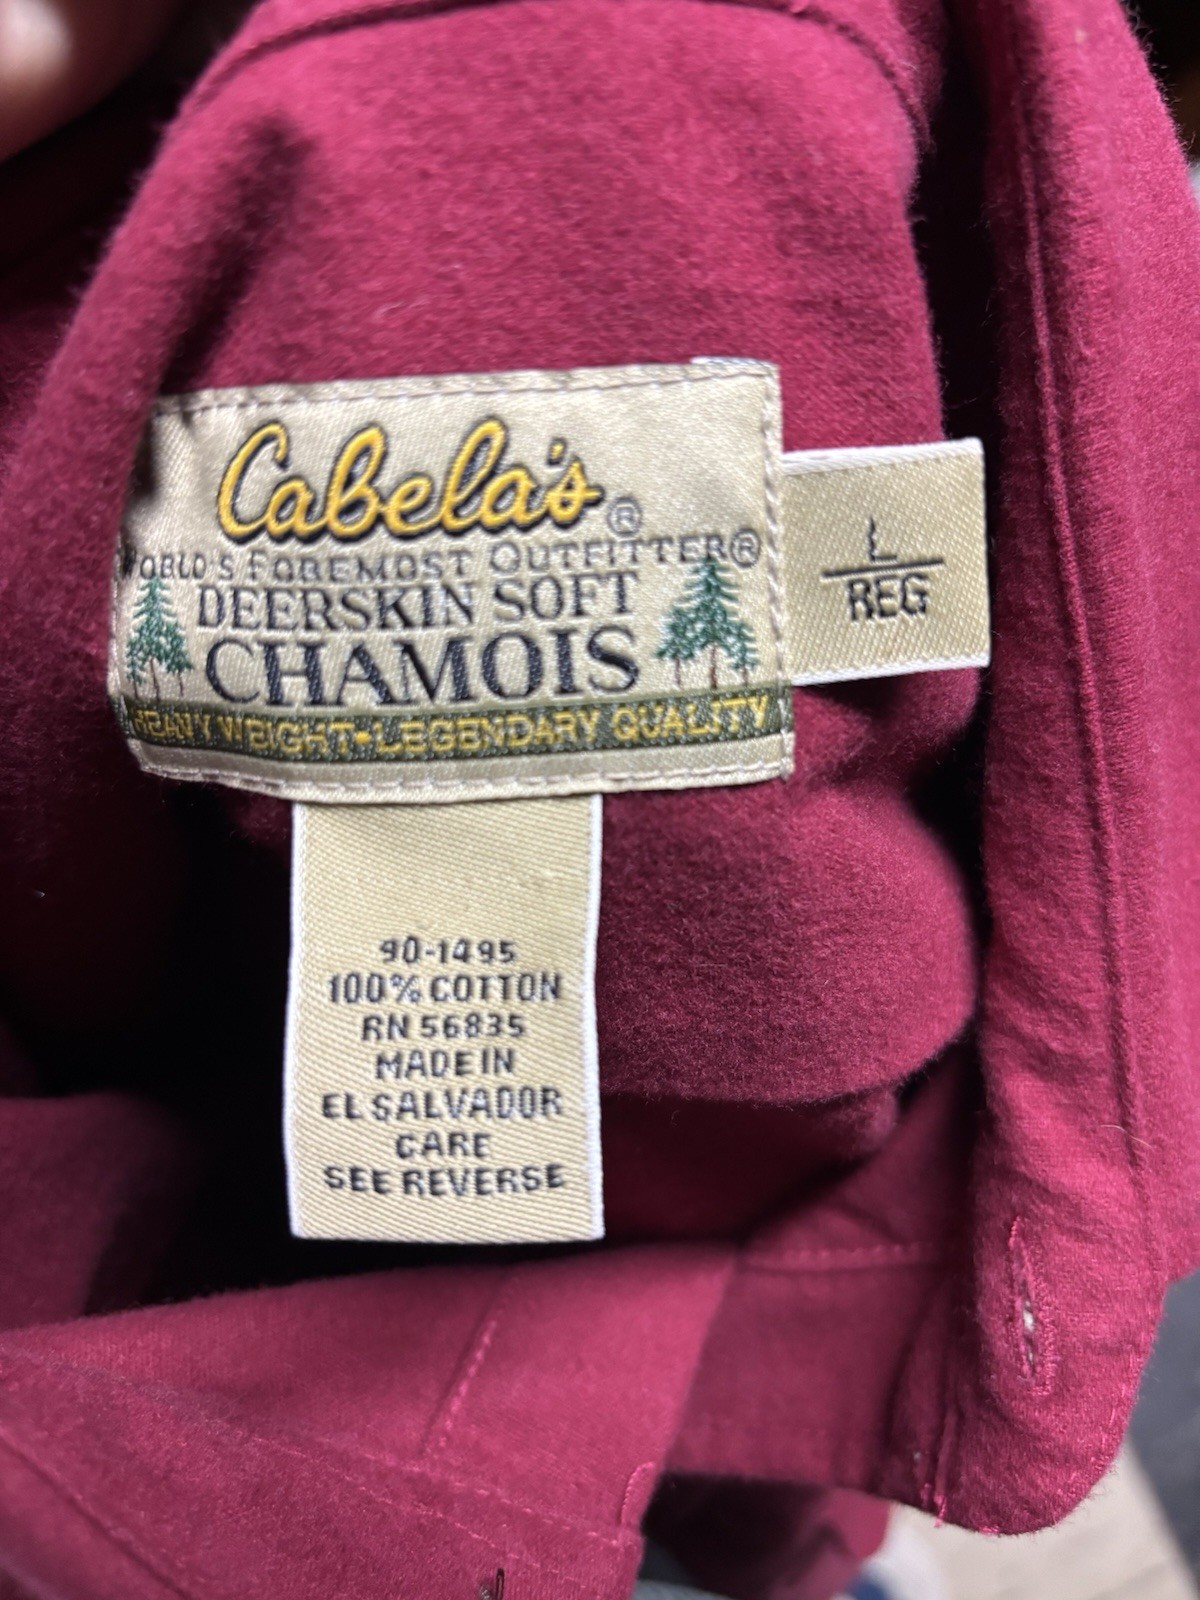 Cabela's®
WORLD'S FOREMOST OUTFITTER®
DEERSKIN SOFT
CHAMOIS
HEAVY WEIGHT•LEGENDARY QUALITY
L
REG
90-1495
100% COTTON
RN 56835
MADE IN
EL SALVADOR
CARE
SEE REVERSE